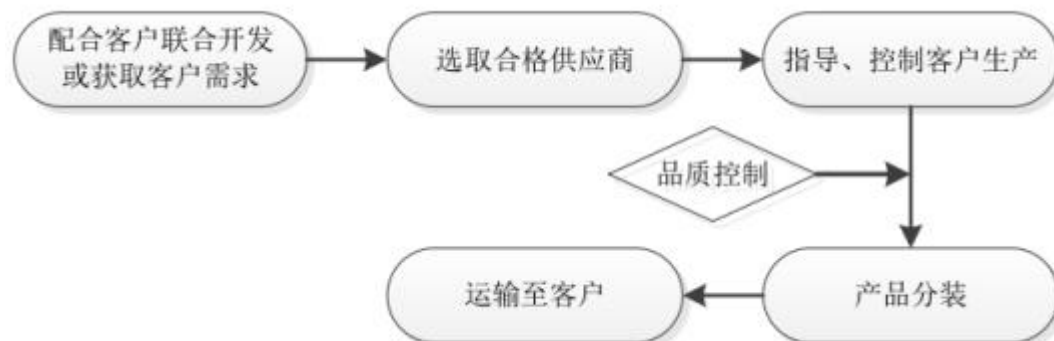 配合客户联合开发
或获取客户需求
选取合格供应商
指导、控制客户生产
品质控制
运输至客户
产品分装